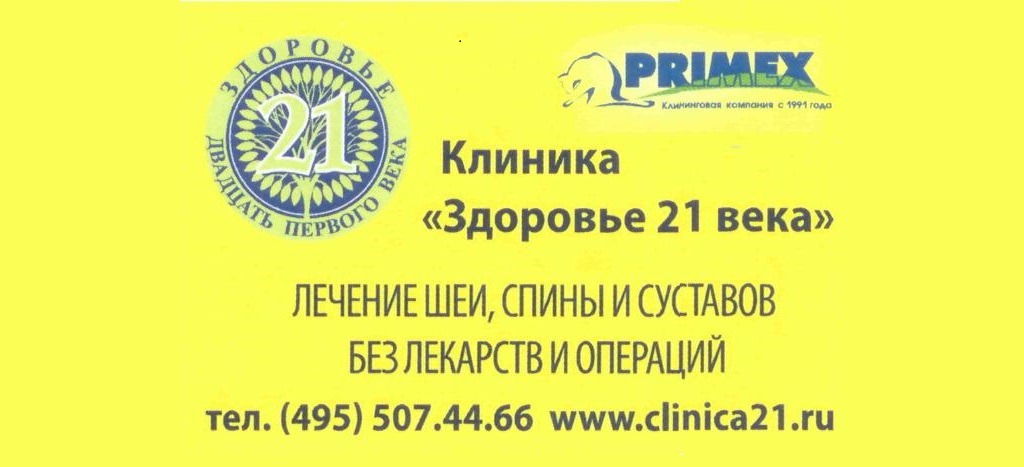 ЗДОРОВЬЕ
21
ДВАДЦАТЬ ПЕРВОГО ВЕКА
PRIMEX
Клининговая компания с 1991 года
Клиника
«Здоровье 21 века»
ЛЕЧЕНИЕ ШЕИ, СПИНЫ И СУСТАВОВ
БЕЗ ЛЕКАРСТВ И ОПЕРАЦИЙ
тел. (495) 507.44.66 www.clinica21.ru